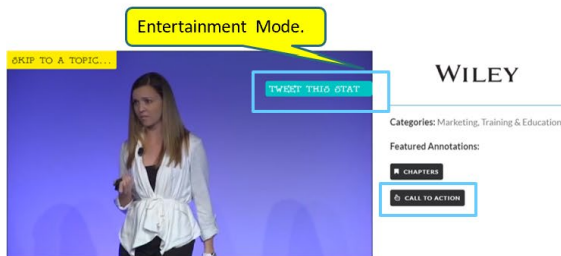 Entertainment Mode.
SKIP TO A TOPIC...
TWEET THIS STAT
WILEY
Categories: Marketing, Training & Education
Featured Annotations:
CHAPTERS
CALL TO ACTION